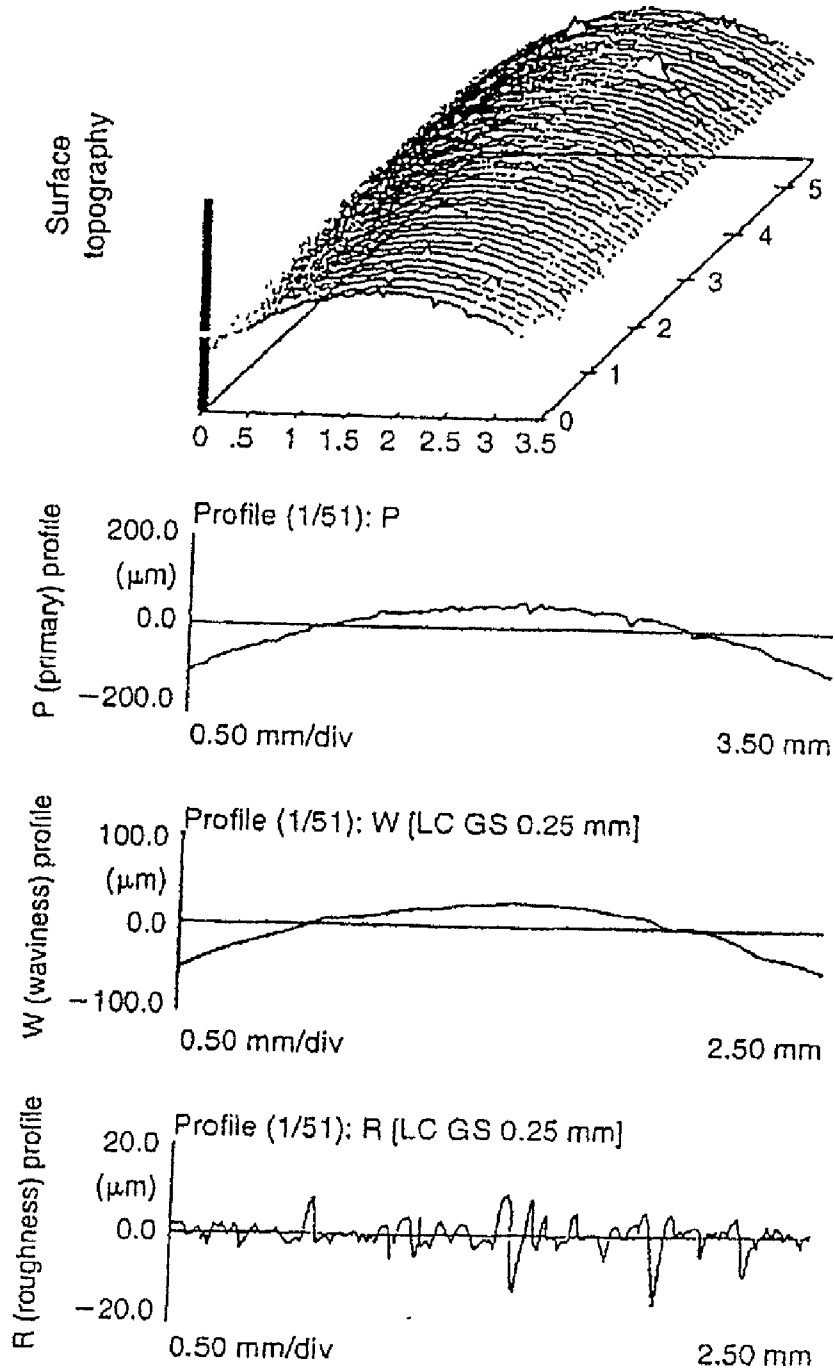 Surface
topography
5
4
3
2
1
0
0 .5 1 1.5 2 2.5 3 3.5
P (primary) profile
Profile (1/51): P
200.0
(μm)
0.0
−200.0
0.50 mm/div 3.50 mm
W (waviness) profile
Profile (1/51): W [LC GS 0.25 mm]
100.0
(μm)
0.0
−100.0
0.50 mm/div 2.50 mm
R (roughness) profile
Profile (1/51): R [LC GS 0.25 mm]
20.0
(μm)
0.0
−20.0
0.50 mm/div 2.50 mm